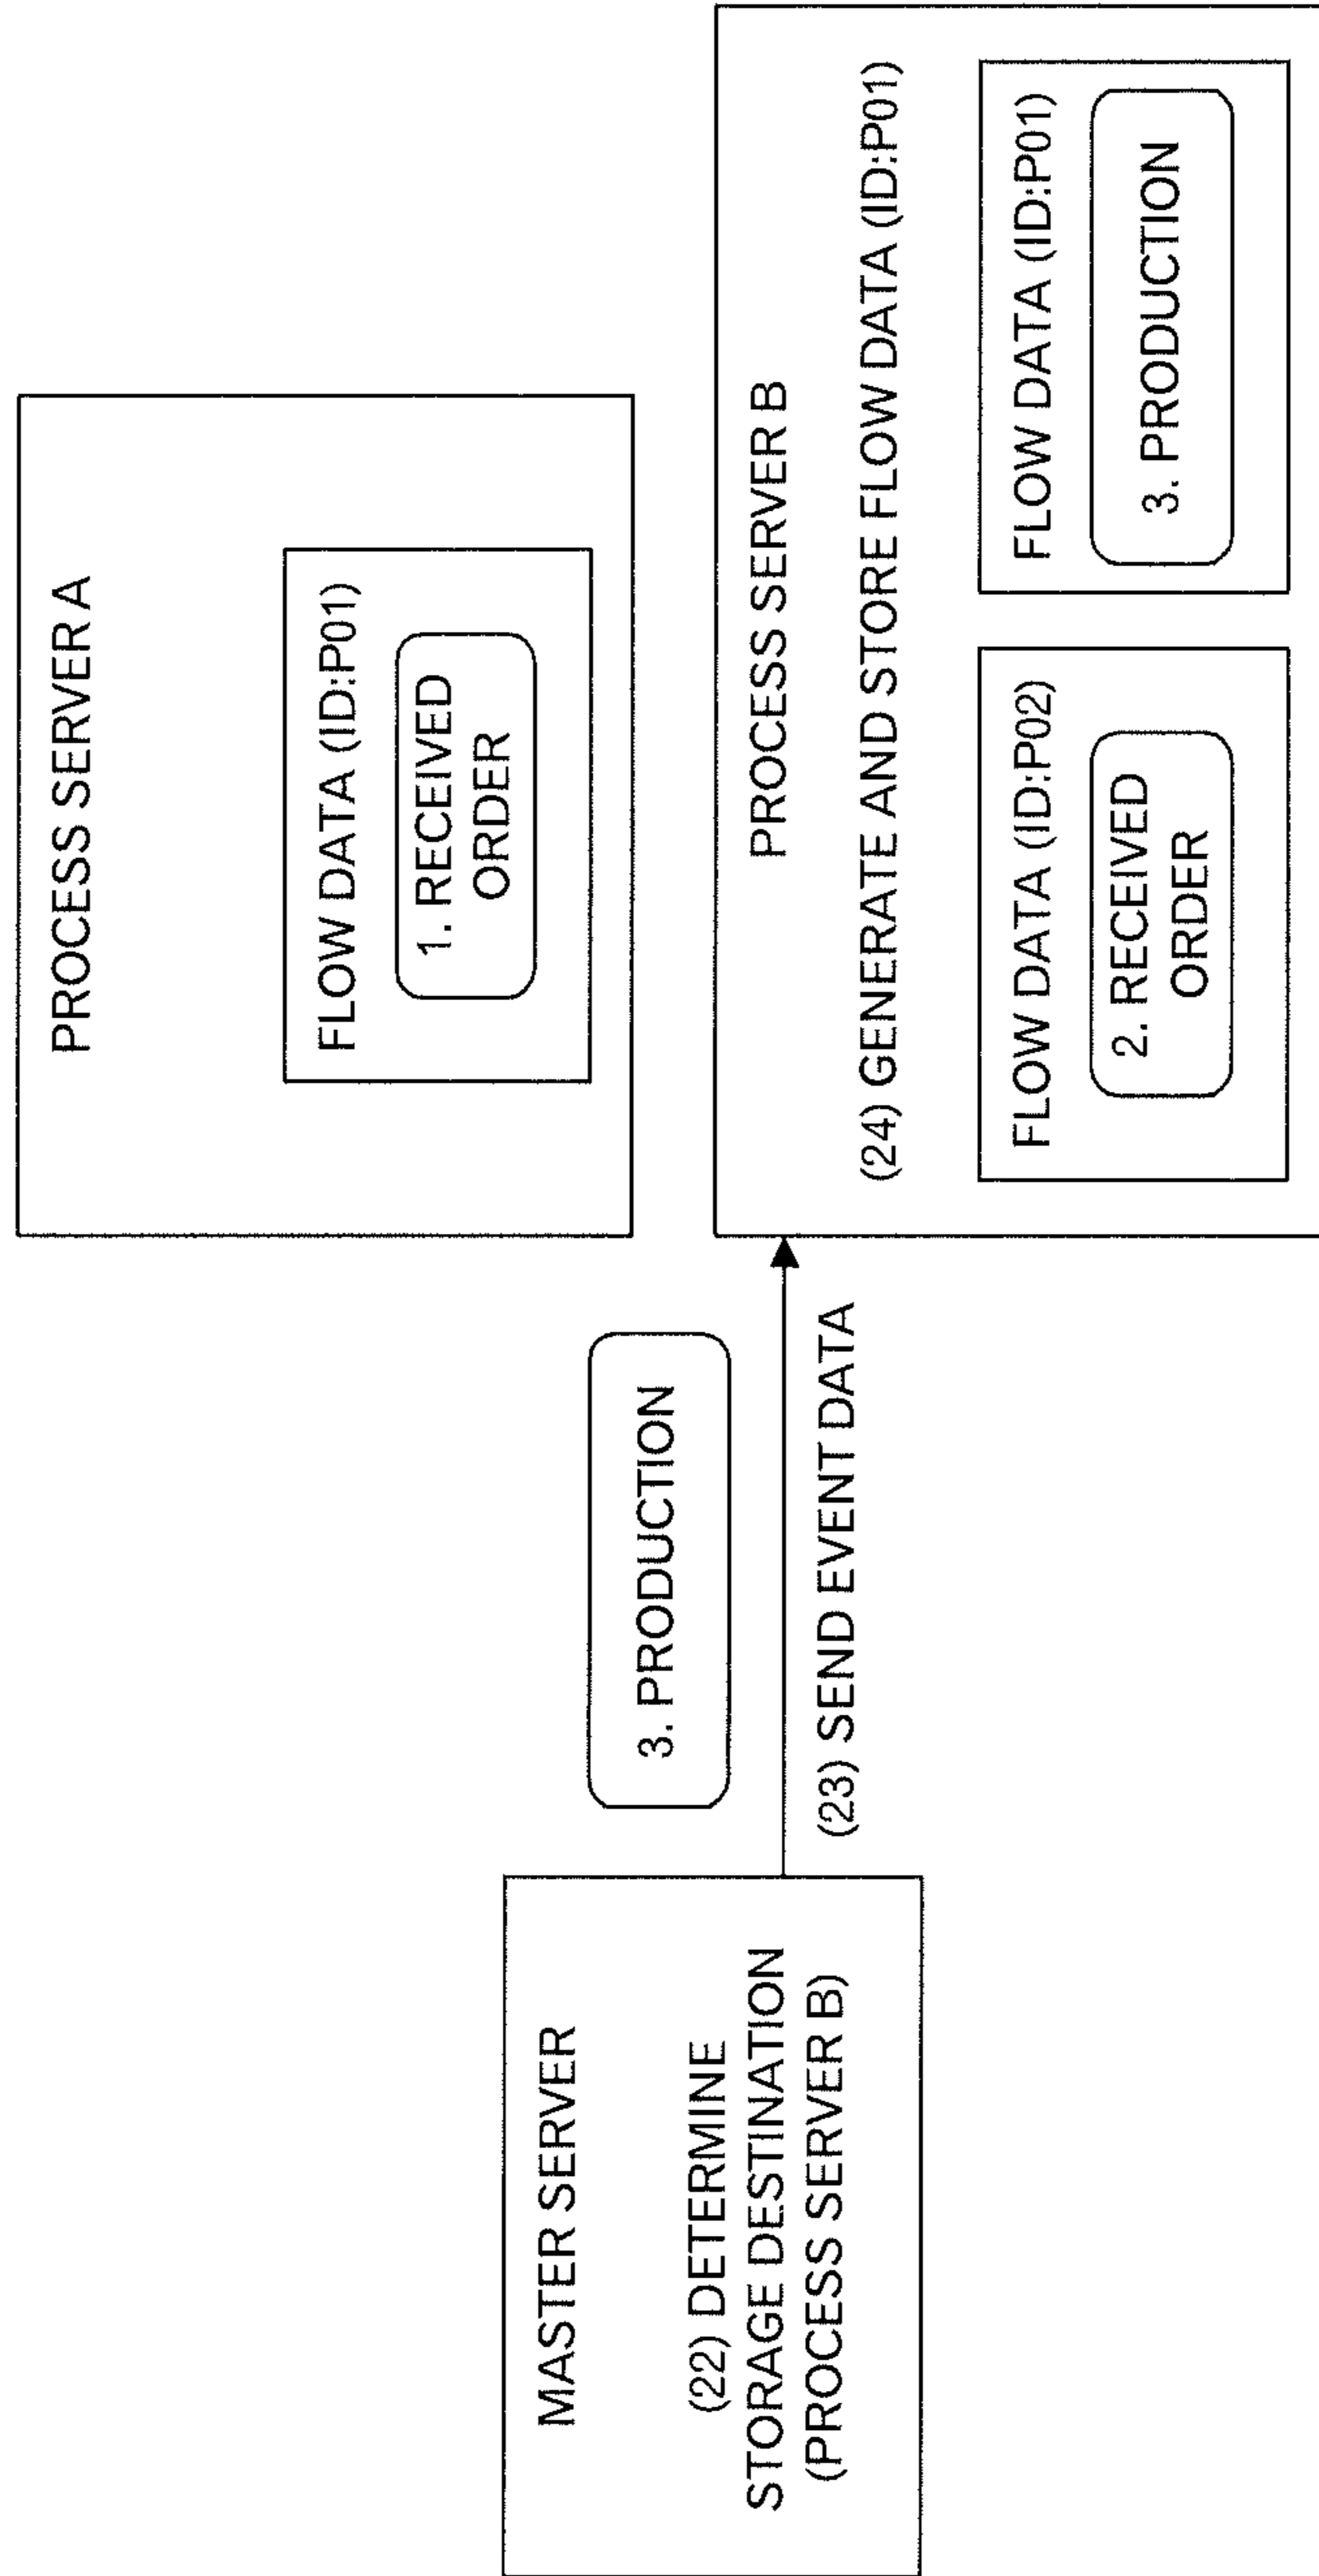 MASTER SERVER
(22) DETERMINE
STORAGE DESTINATION
(PROCESS SERVER B)
3. PRODUCTION
(23) SEND EVENT DATA
PROCESS SERVER A
FLOW DATA (ID:P01)
1. RECEIVED
ORDER
PROCESS SERVER B
(24) GENERATE AND STORE FLOW DATA (ID:P01)
FLOW DATA (ID:P02)
2. RECEIVED
ORDER
FLOW DATA (ID:P01)
3. PRODUCTION